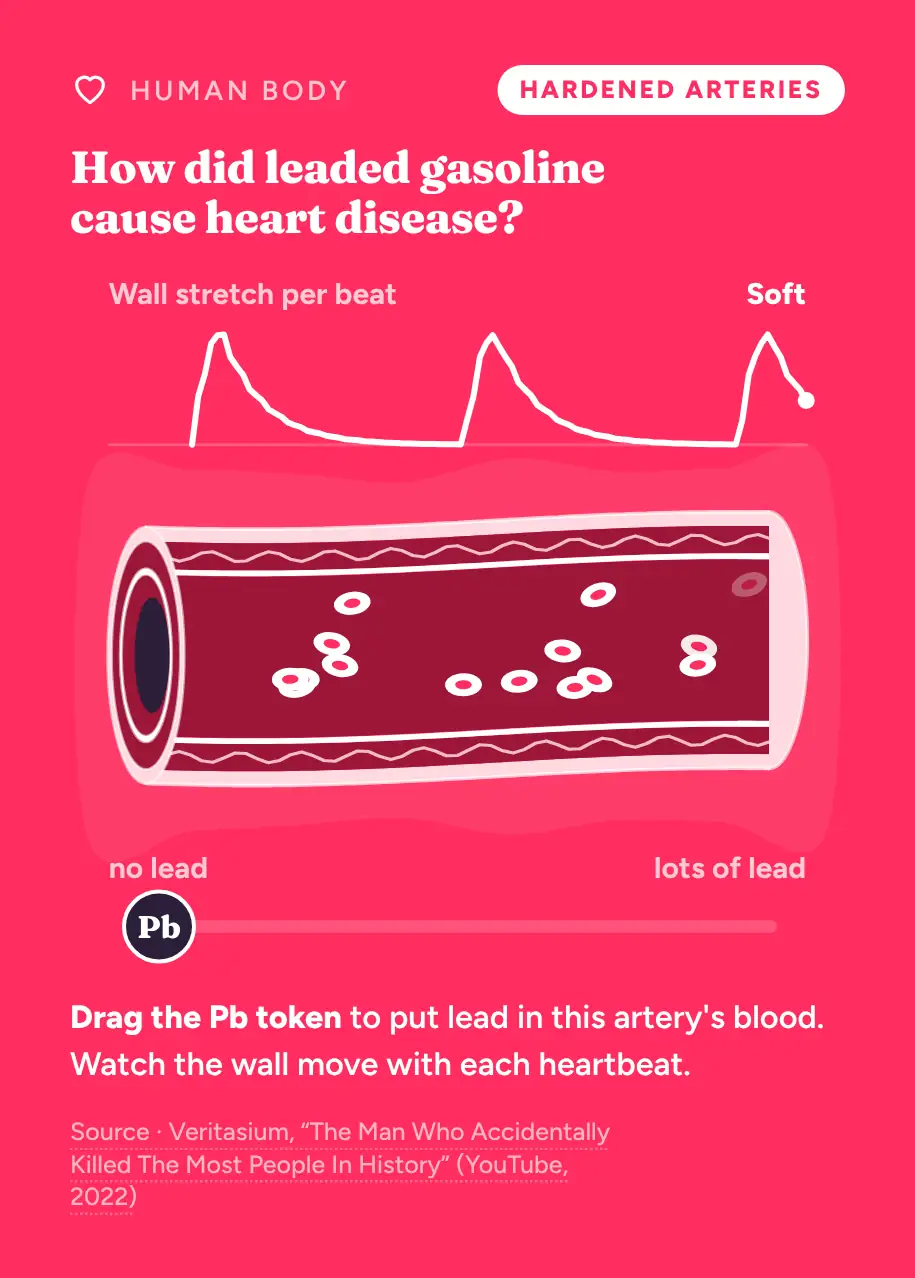 HUMAN BODY
HARDENED ARTERIES
How did leaded gasoline
cause heart disease?
Wall stretch per beat
Soft
no lead
lots of lead
Pb
Drag the Pb token to put lead in this artery's blood.
Watch the wall move with each heartbeat.
Source · Veritasium, “The Man Who Accidentally
Killed The Most People In History” (YouTube,
2022)